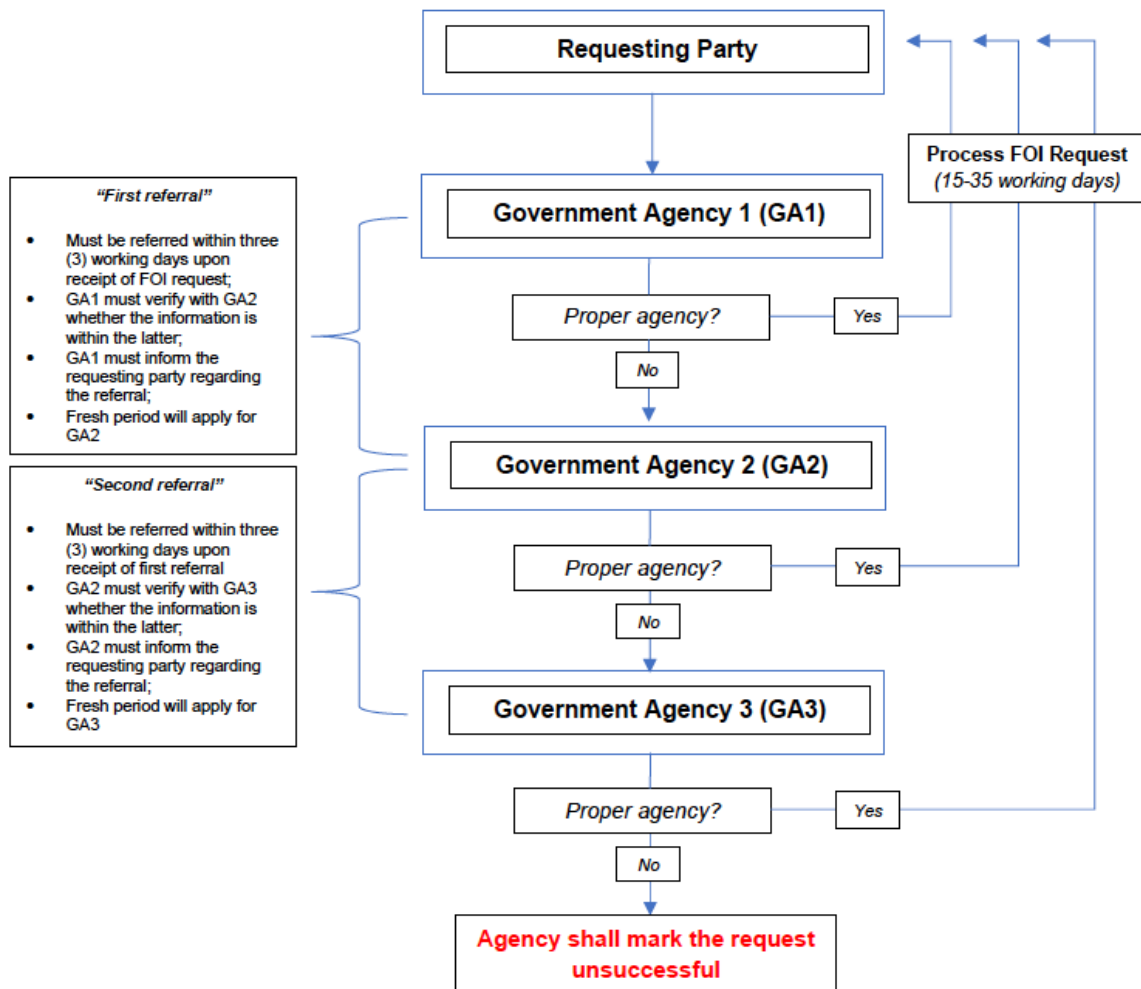 Requesting Party
Process FOI Request
(15-35 working days)
“First referral”
• Must be referred within three
(3) working days upon
receipt of FOI request;
• GA1 must verify with GA2
whether the information is
within the latter;
• GA1 must inform the
requesting party regarding
the referral;
• Fresh period will apply for
GA2
Government Agency 1 (GA1)
Proper agency?
Yes
No
Government Agency 2 (GA2)
“Second referral”
• Must be referred within three
(3) working days upon
receipt of first referral
• GA2 must verify with GA3
whether the information is
within the latter;
• GA2 must inform the
requesting party regarding
the referral;
• Fresh period will apply for
GA3
Proper agency?
Yes
No
Government Agency 3 (GA3)
Proper agency?
Yes
No
Agency shall mark the request
unsuccessful